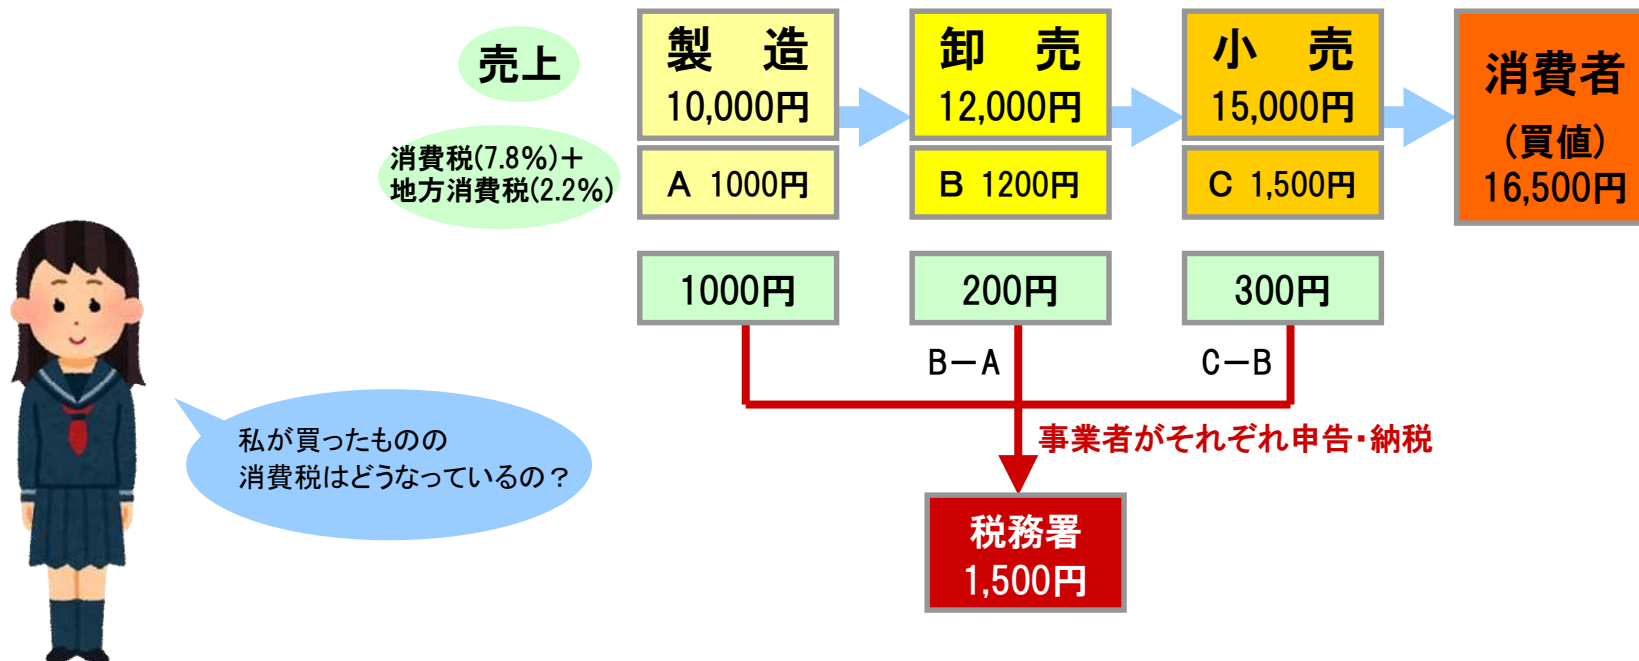 売上
製　造
10,000円
卸　売
12,000円
小　売
15,000円
消費者
（買値）
16,500円
消費税(7.8%)＋
地方消費税(2.2%)
A 1000円
B 1200円
C 1,500円
1000円
200円
300円
B－A
C－B
事業者がそれぞれ申告・納税
私が買ったものの
消費税はどうなっているの？
税務署
1,500円